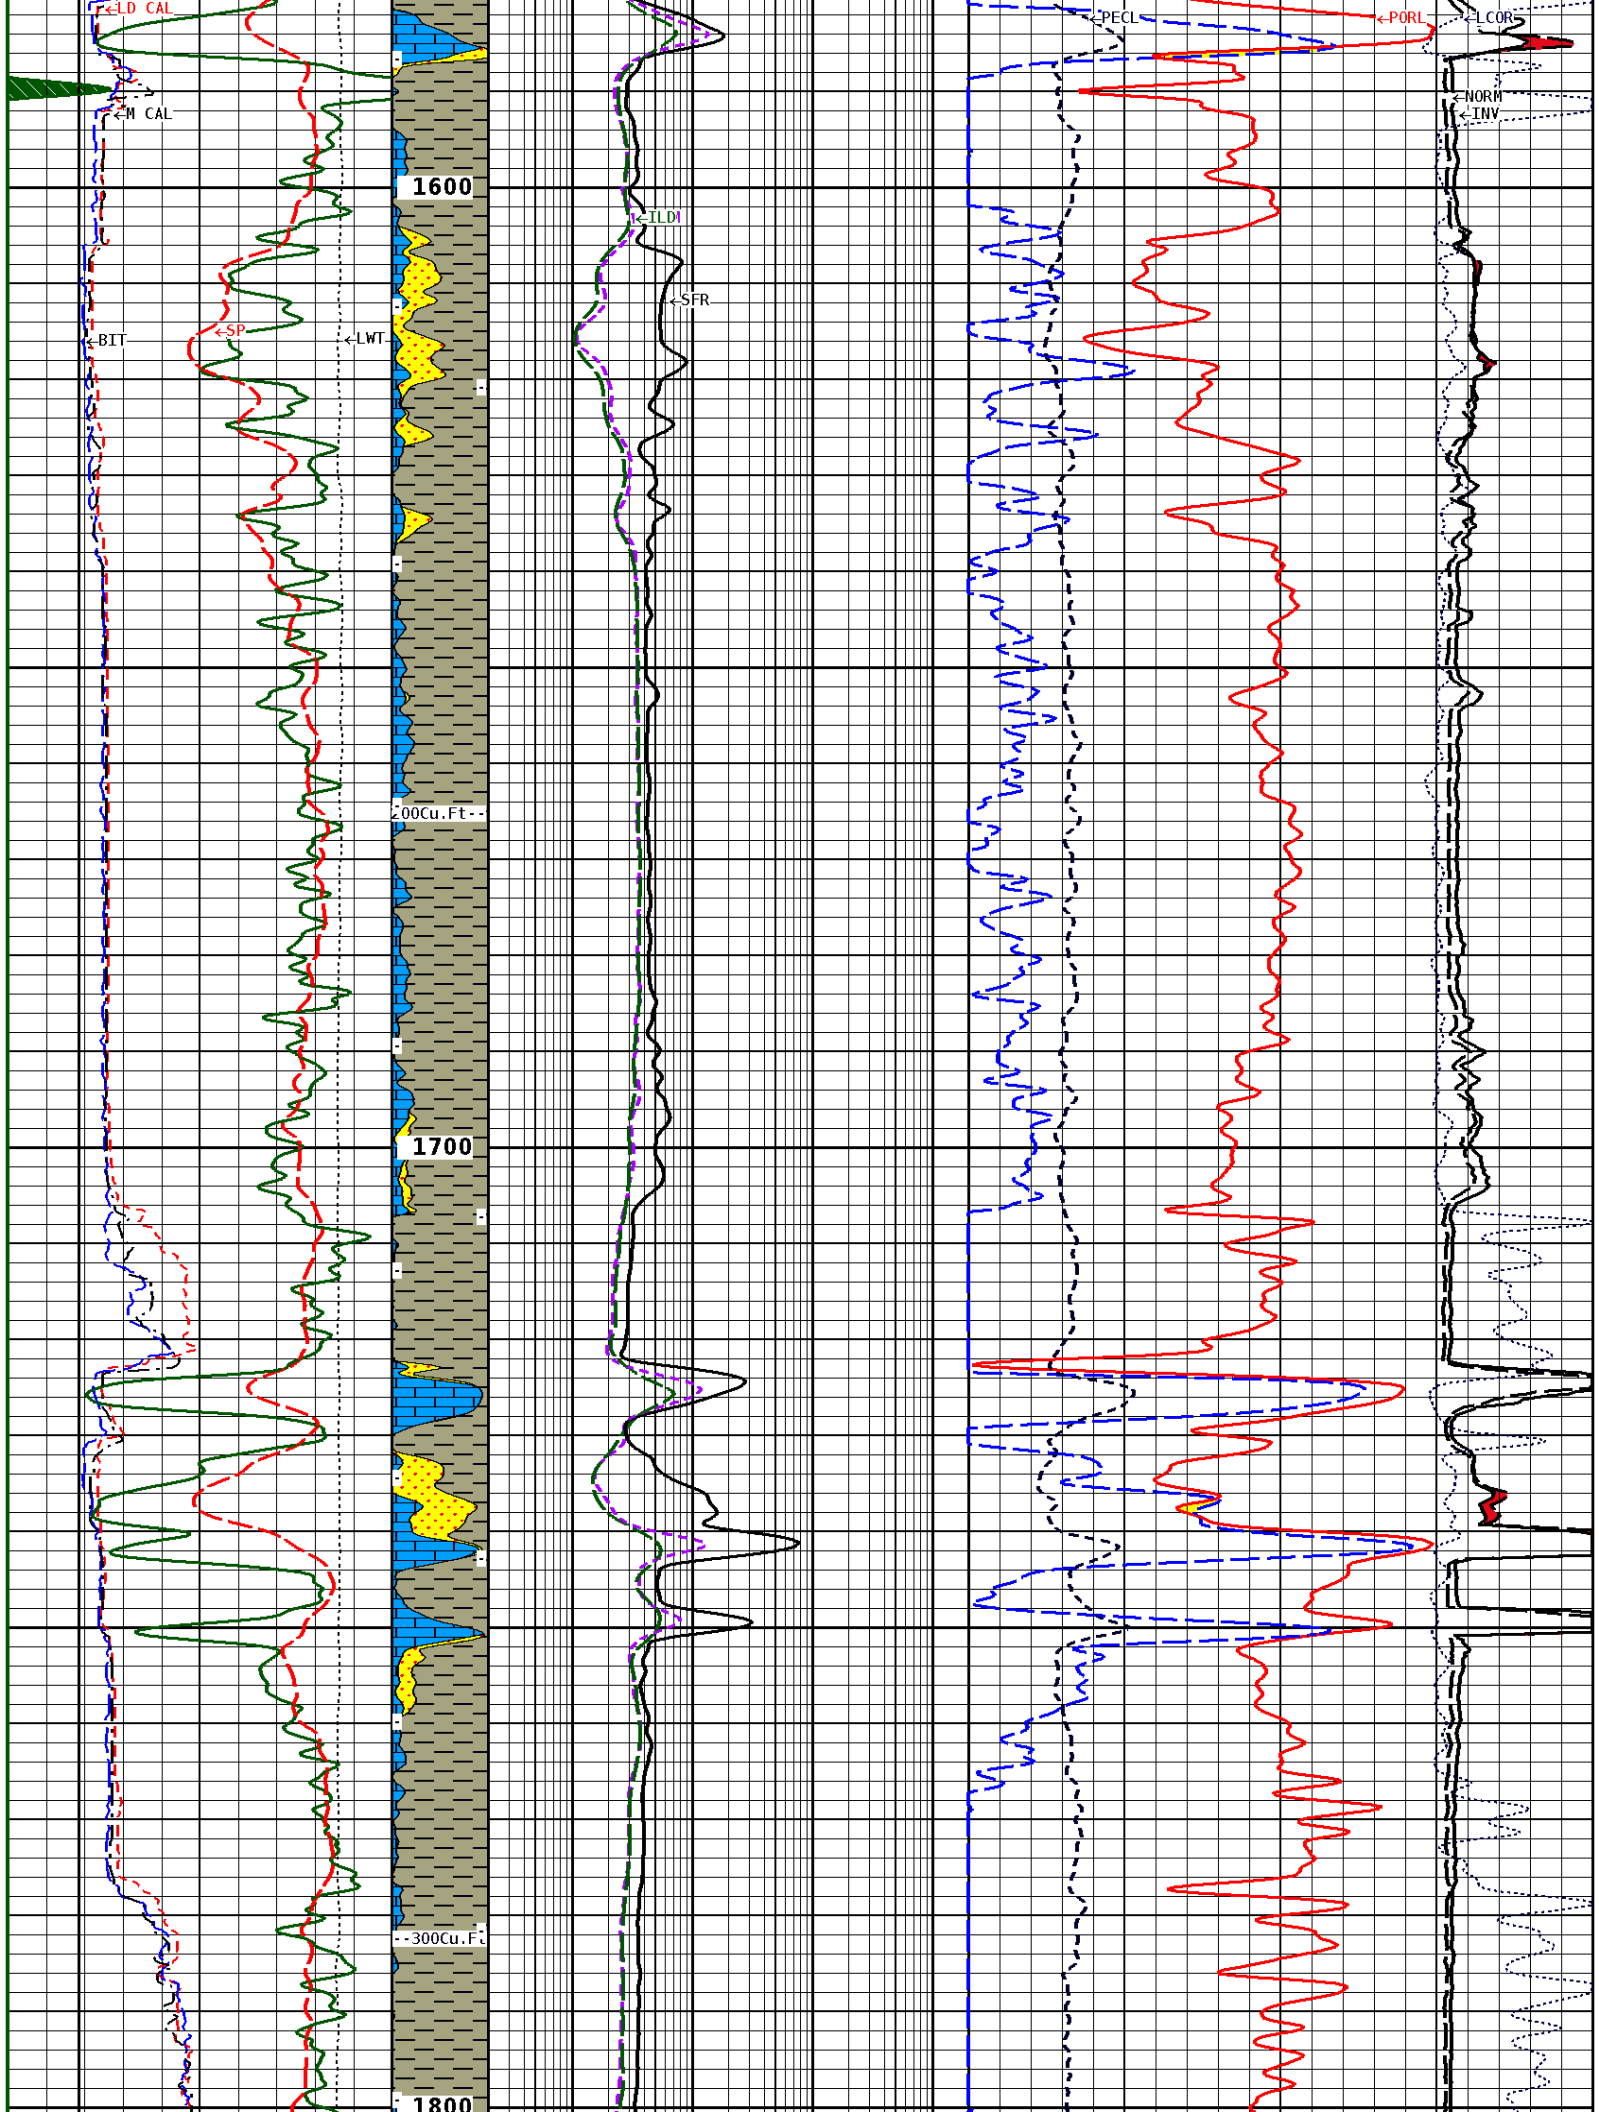 ←LD CAL
←PECL
←PORL
←LCOR
←NORM
←M CAL
←INV
1600
←ILD
←SFR
←SP
←BIT
←LWT
200Cu.Ft--
1700
--300Cu.Ft
1800